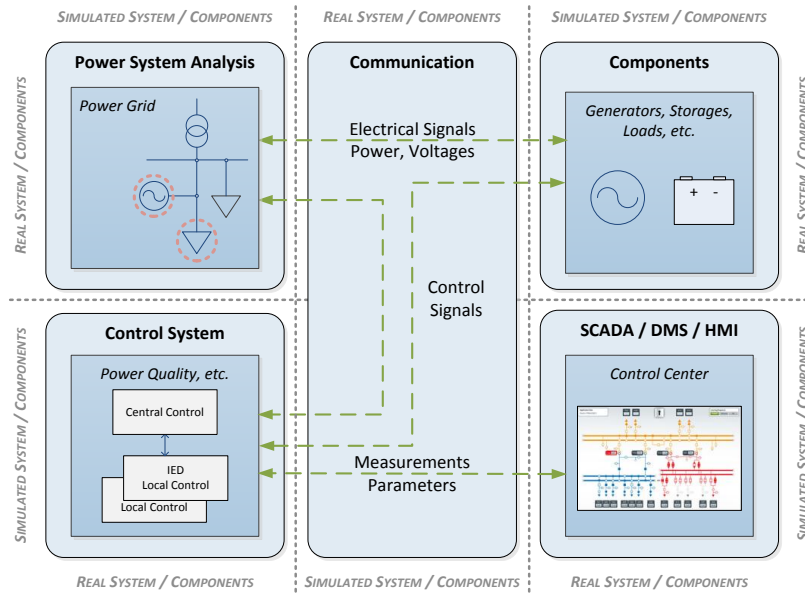 SIMULATED SYSTEM / COMPONENTS
REAL SYSTEM / COMPONENTS
SIMULATED SYSTEM / COMPONENTS
REAL SYSTEM / COMPONENTS
Power System Analysis
Power Grid
Communication
Electrical Signals
Power, Voltages
Control
Signals
Measurements
Parameters
Components
Generators, Storages,
Loads, etc.
+ -
REAL SYSTEM / COMPONENTS
SIMULATED SYSTEM / COMPONENTS
Control System
Power Quality, etc.
Central Control
IED
Local Control
Local Control
SCADA / DMS / HMI
Control Center
SIMULATED SYSTEM / COMPONENTS
REAL SYSTEM / COMPONENTS
SIMULATED SYSTEM / COMPONENTS
REAL SYSTEM / COMPONENTS